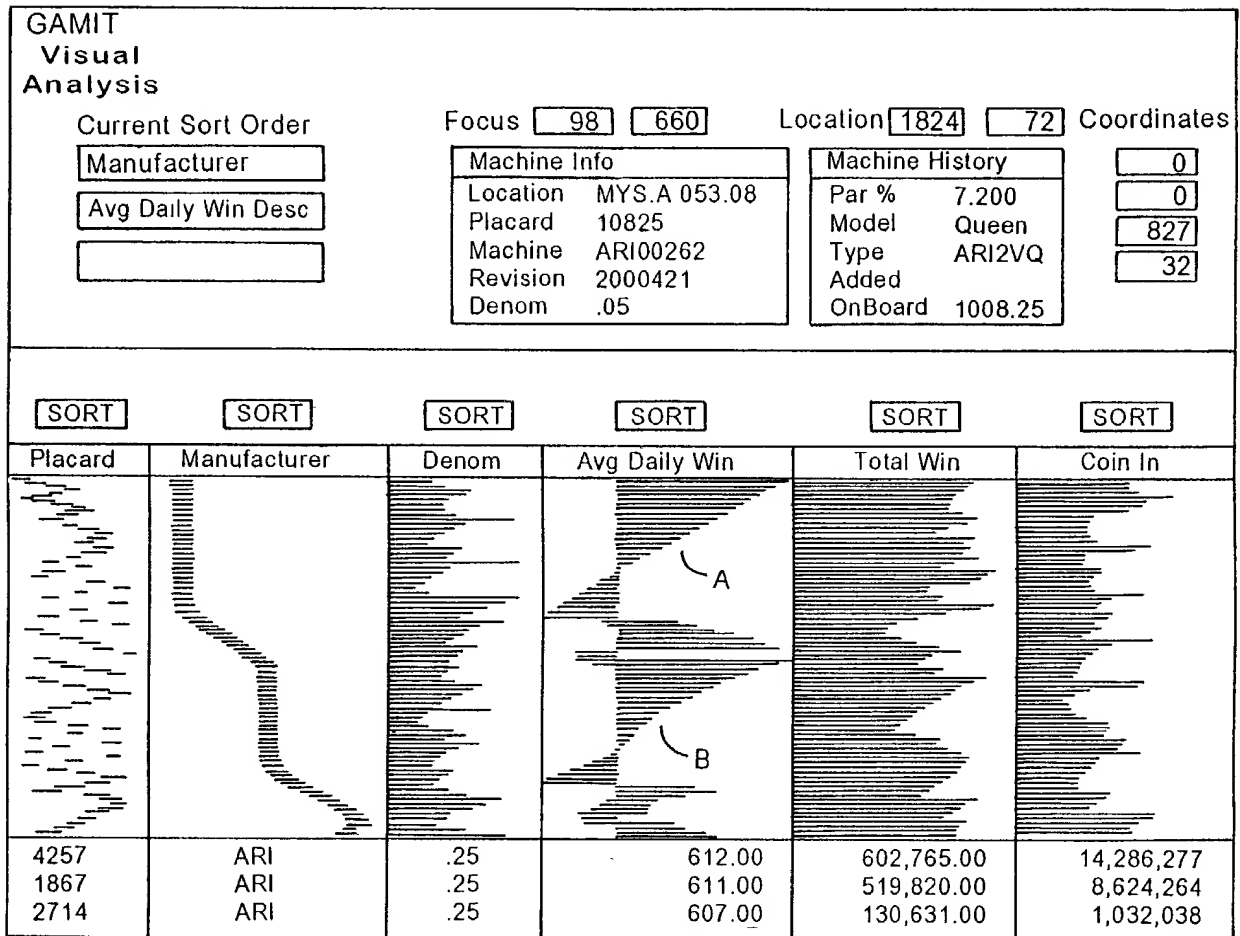 GAMIT
Visual
Analysis
Current Sort Order
Manufacturer
Avg Daily Win Desc
Focus 98 660 Location 1824 72 Coordinates
Machine Info
Location MYS.A 053.08
Placard 10825
Machine ARI00262
Revision 2000421
Denom .05
Machine History
Par % 7.200
Model Queen
Type ARI2VQ
Added
OnBoard 1008.25
0
0
827
32
SORT SORT SORT SORT SORT SORT
Placard Manufacturer Denom Avg Daily Win Total Win Coin In
A
B
4257 ARI .25 612.00 602,765.00 14,286,277
1867 ARI .25 611.00 519,820.00 8,624,264
2714 ARI .25 607.00 130,631.00 1,032,038